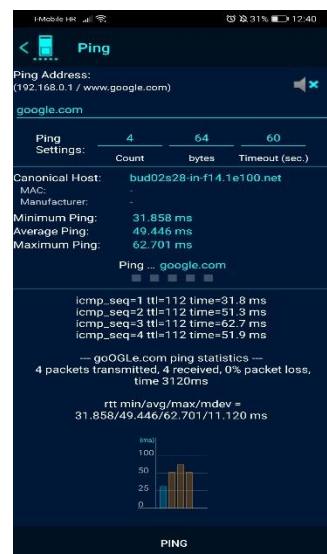 T-Mobile HR 31% 12:40
< Ping
Ping Address:
(192.168.0.1 / www.google.com)
google.com
Ping Settings:
4 64 60
Count bytes Timeout (sec.)
Canonical Host: bud02s28-in-f14.1e100.net
MAC: -
Manufacturer: -
Minimum Ping: 31.858 ms
Average Ping: 49.446 ms
Maximum Ping: 62.701 ms
Ping ... google.com
icmp_seq=1 ttl=112 time=31.8 ms
icmp_seq=2 ttl=112 time=51.3 ms
icmp_seq=3 ttl=112 time=62.7 ms
icmp_seq=4 ttl=112 time=51.9 ms
--- goOGLe.com ping statistics ---
4 packets transmitted, 4 received, 0% packet loss,
time 3120ms
rtt min/avg/max/mdev =
31.858/49.446/62.701/11.120 ms
(ms)
100
50
25
0
PING